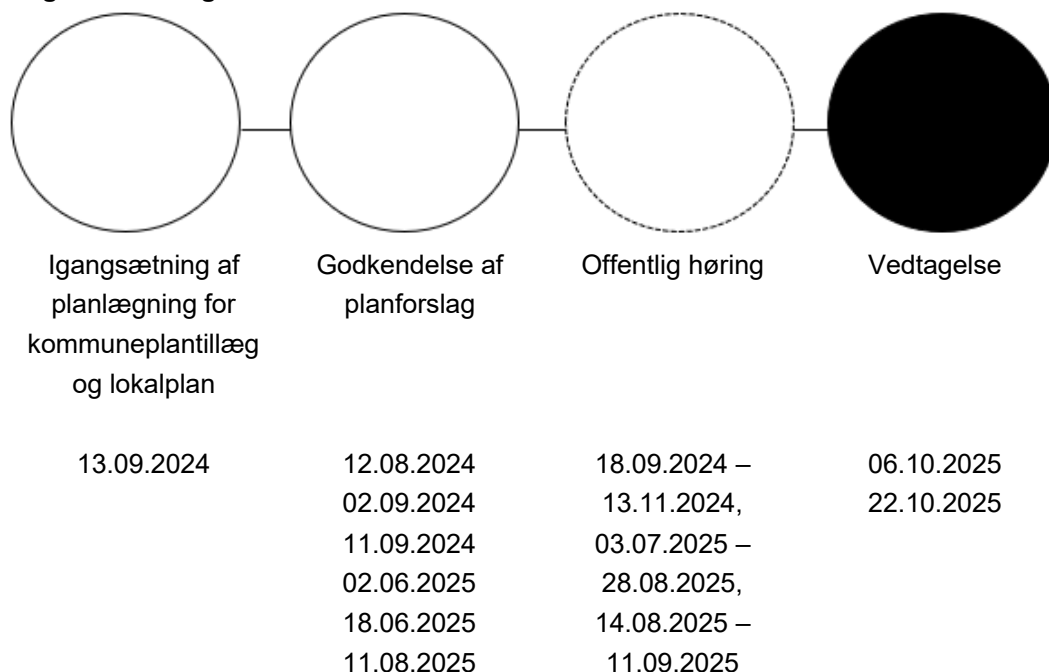 Igangsætning af
planlægning for
kommuneplantillæg
og lokalplan
Godkendelse af
planforslag
Offentlig høring
Vedtagelse
13.09.2024
12.08.2024
02.09.2024
11.09.2024
02.06.2025
18.06.2025
11.08.2025
18.09.2024 –
13.11.2024,
03.07.2025 –
28.08.2025,
14.08.2025 –
11.09.2025
06.10.2025
22.10.2025